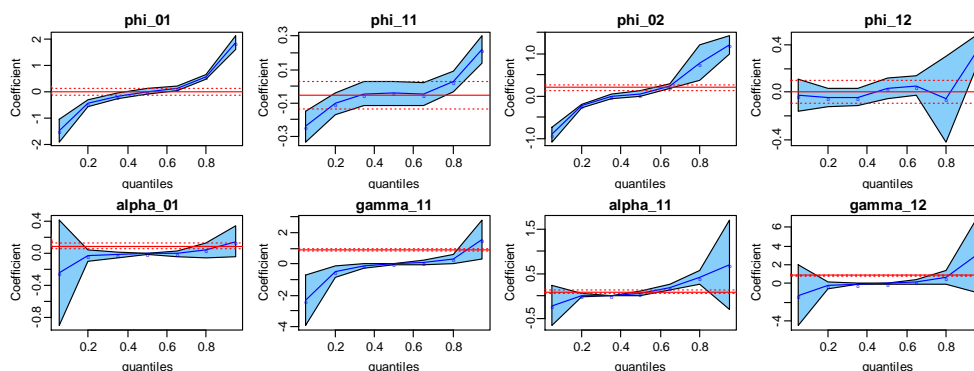 phi_01 phi_11 phi_02 phi_12
Coefficient
-2 -1 0 1 2
0.2 0.4 0.6 0.8
quantiles
Coefficient
-0.3 -0.1 0.1 0.3
0.2 0.4 0.6 0.8
quantiles
Coefficient
-1.0 0.0 1.0
0.2 0.4 0.6 0.8
quantiles
Coefficient
-0.4 0.0 0.4
0.2 0.4 0.6 0.8
quantiles
alpha_01 gamma_11 alpha_11 gamma_12
Coefficient
-0.8 -0.4 0.0 0.4
0.2 0.4 0.6 0.8
quantiles
Coefficient
-4 -2 0 2
0.2 0.4 0.6 0.8
quantiles
Coefficient
-0.5 0.5 1.5
0.2 0.4 0.6 0.8
quantiles
Coefficient
-4 0 2 4 6
0.2 0.4 0.6 0.8
quantiles